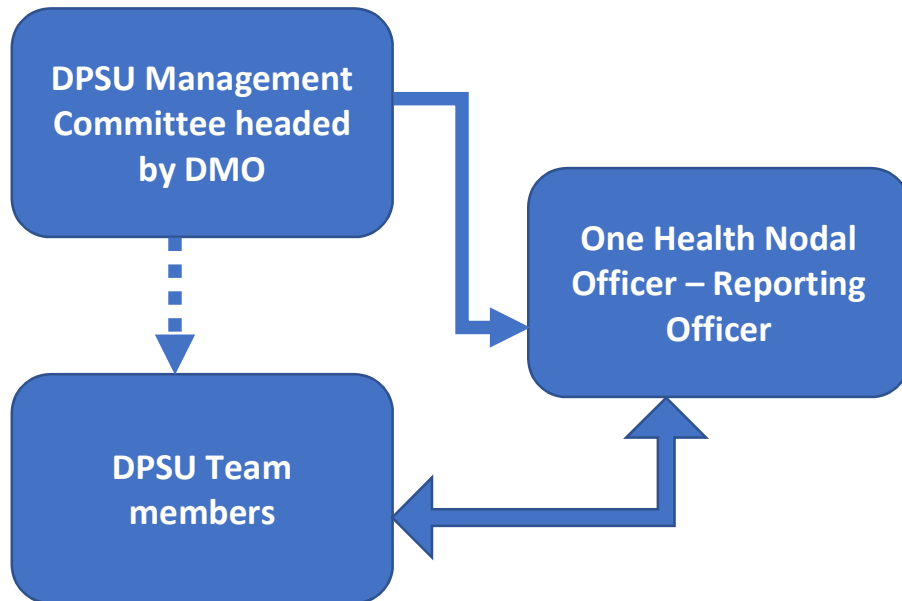 DPSU Management
Committee headed
by DMO
One Health Nodal
Officer – Reporting
Officer
DPSU Team
members